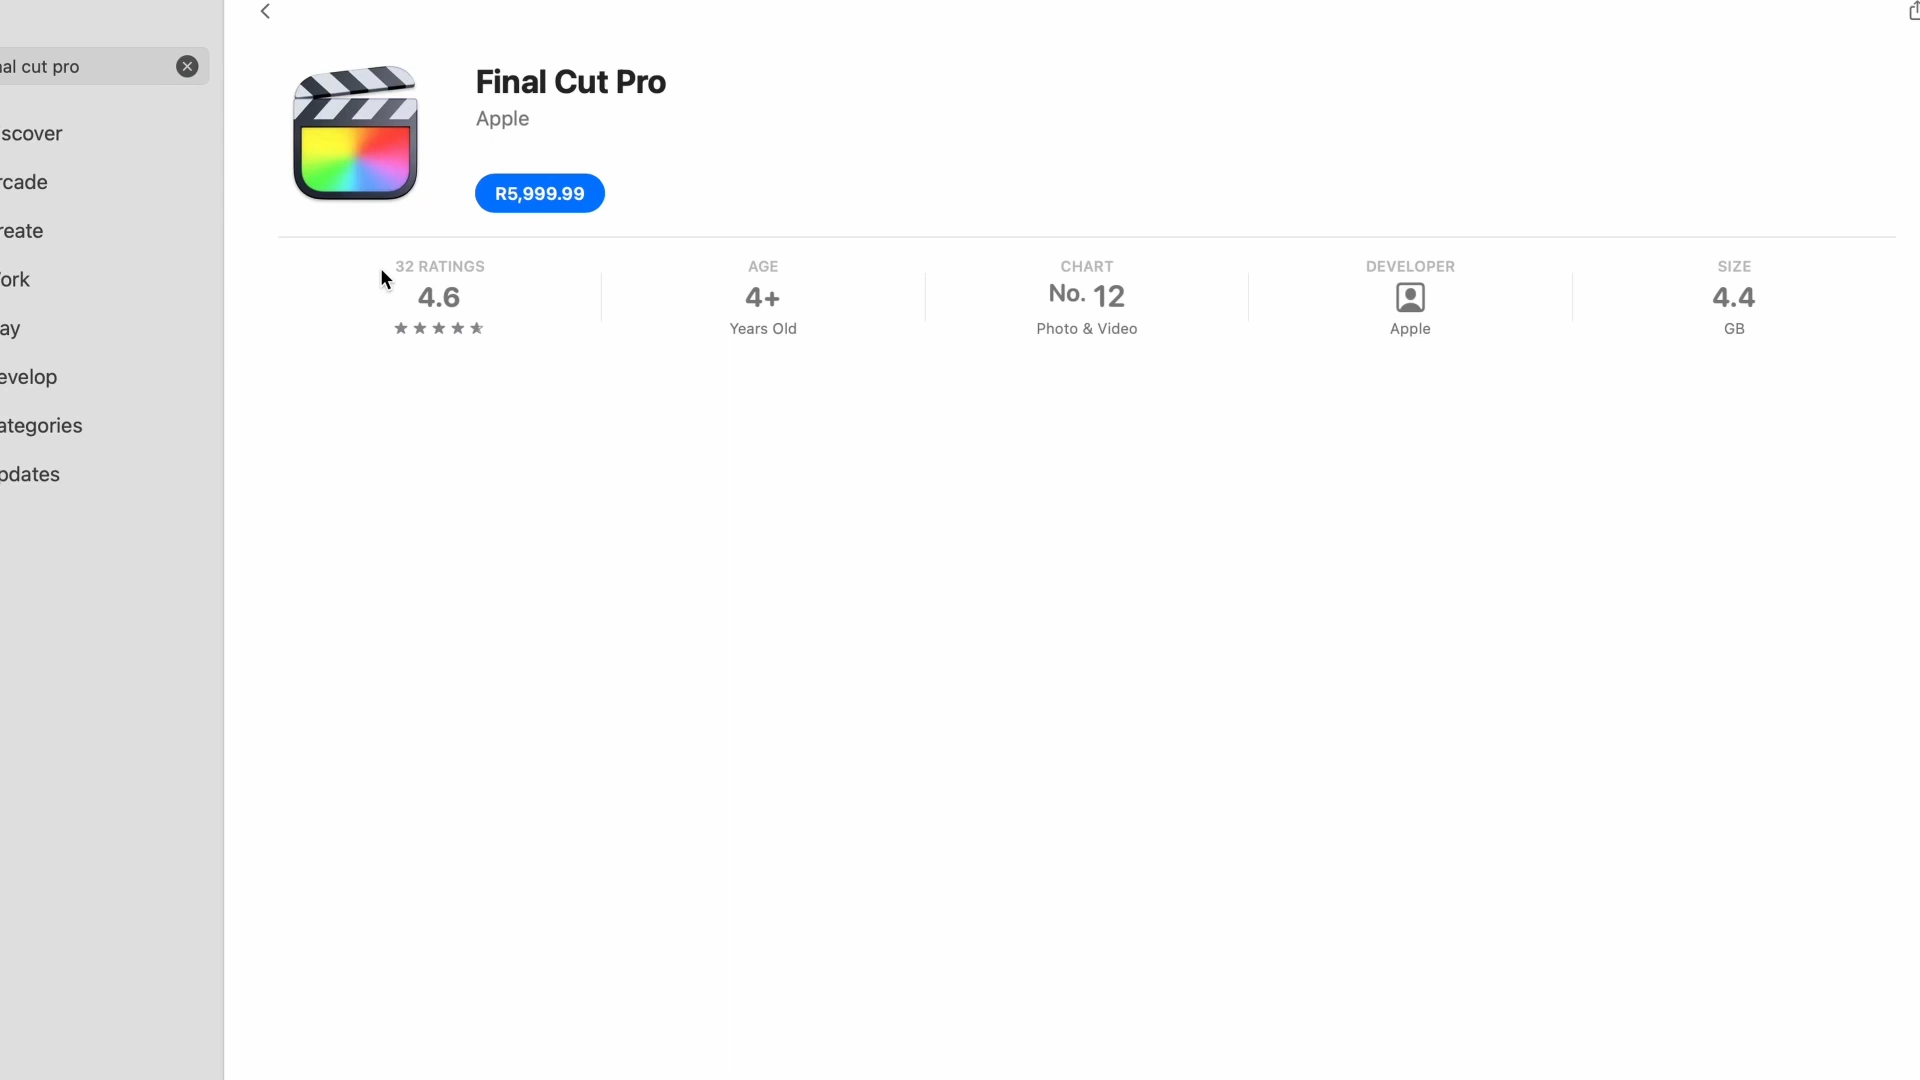 al cut pro
Final Cut Pro
Apple
R5,999.99
scover
rcade
reate
ork
ay
evelop
ategories
pdates
32 RATINGS
4.6
AGE
4+
Years Old
CHART
No. 12
Photo & Video
DEVELOPER
Apple
SIZE
4.4
GB